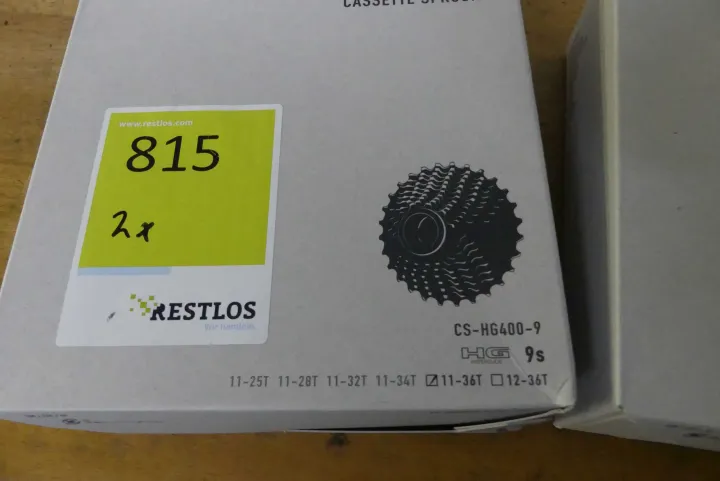 CASSETTE
www.restlos.com
815
2x
RESTLOS
CS-HG400-9
HG
9s
11-25T 11-28T 11-32T 11-34T 11-36T 12-36T